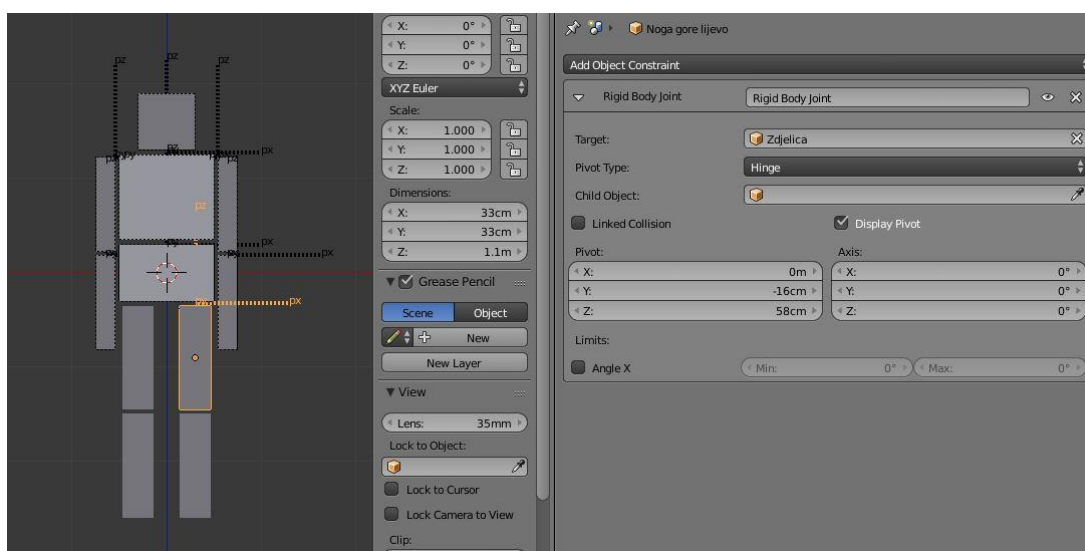 pz
pz
pz
px
pz
px
px
px
X: 0°
Y: 0°
Z: 0°
XYZ Euler
Scale:
X: 1.000
Y: 1.000
Z: 1.000
Dimensions:
X: 33cm
Y: 33cm
Z: 1.1m
Grease Pencil
Scene Object
New
New Layer
View
Lens: 35mm
Lock to Object:
Lock to Cursor
Lock Camera to View
Clip:
Noga gore lijevo
Add Object Constraint
Rigid Body Joint Rigid Body Joint
Target: Zdjelica
Pivot Type: Hinge
Child Object:
Linked Collision Display Pivot
Pivot: Axis:
X: 0m X: 0°
Y: -16cm Y: 0°
Z: 58cm Z: 0°
Limits:
Angle X Min: 0° Max: 0°